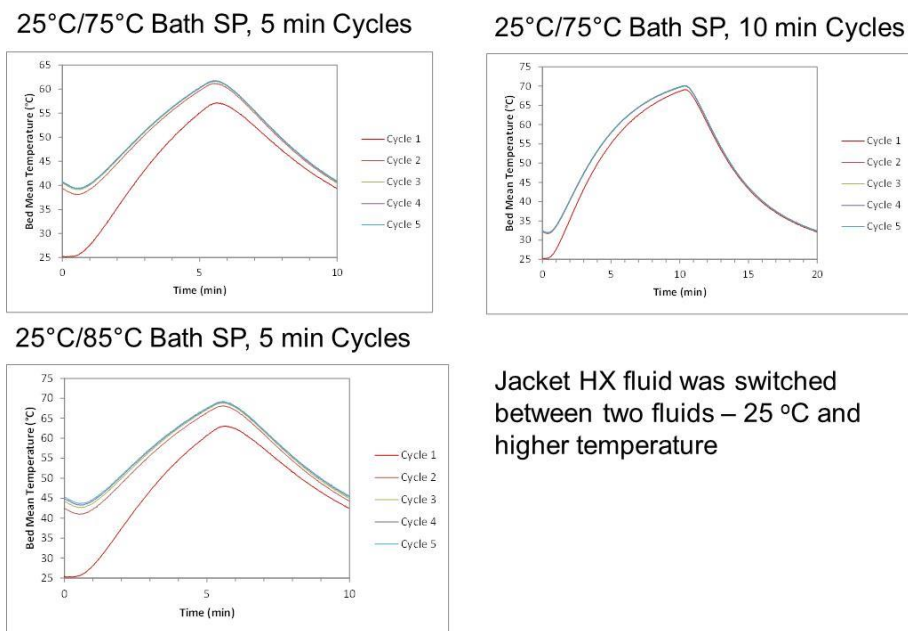 25°C/75°C Bath SP, 5 min Cycles
65
60
55
50
45
40
35
30
25
Bed Mean Temperature (°C)
0
5
10
Time (min)
Cycle 1
Cycle 2
Cycle 3
Cycle 4
Cycle 5
25°C/75°C Bath SP, 10 min Cycles
75
70
65
60
55
50
45
40
35
30
25
Bed Mean Temperature (°C)
0
5
10
15
20
Time (min)
Cycle 1
Cycle 2
Cycle 3
Cycle 4
Cycle 5
25°C/85°C Bath SP, 5 min Cycles
75
70
65
60
55
50
45
40
35
30
25
Bed Mean Temperature (°C)
0
5
10
Time (min)
Cycle 1
Cycle 2
Cycle 3
Cycle 4
Cycle 5
Jacket HX fluid was switched
between two fluids – 25 ºC and
higher temperature